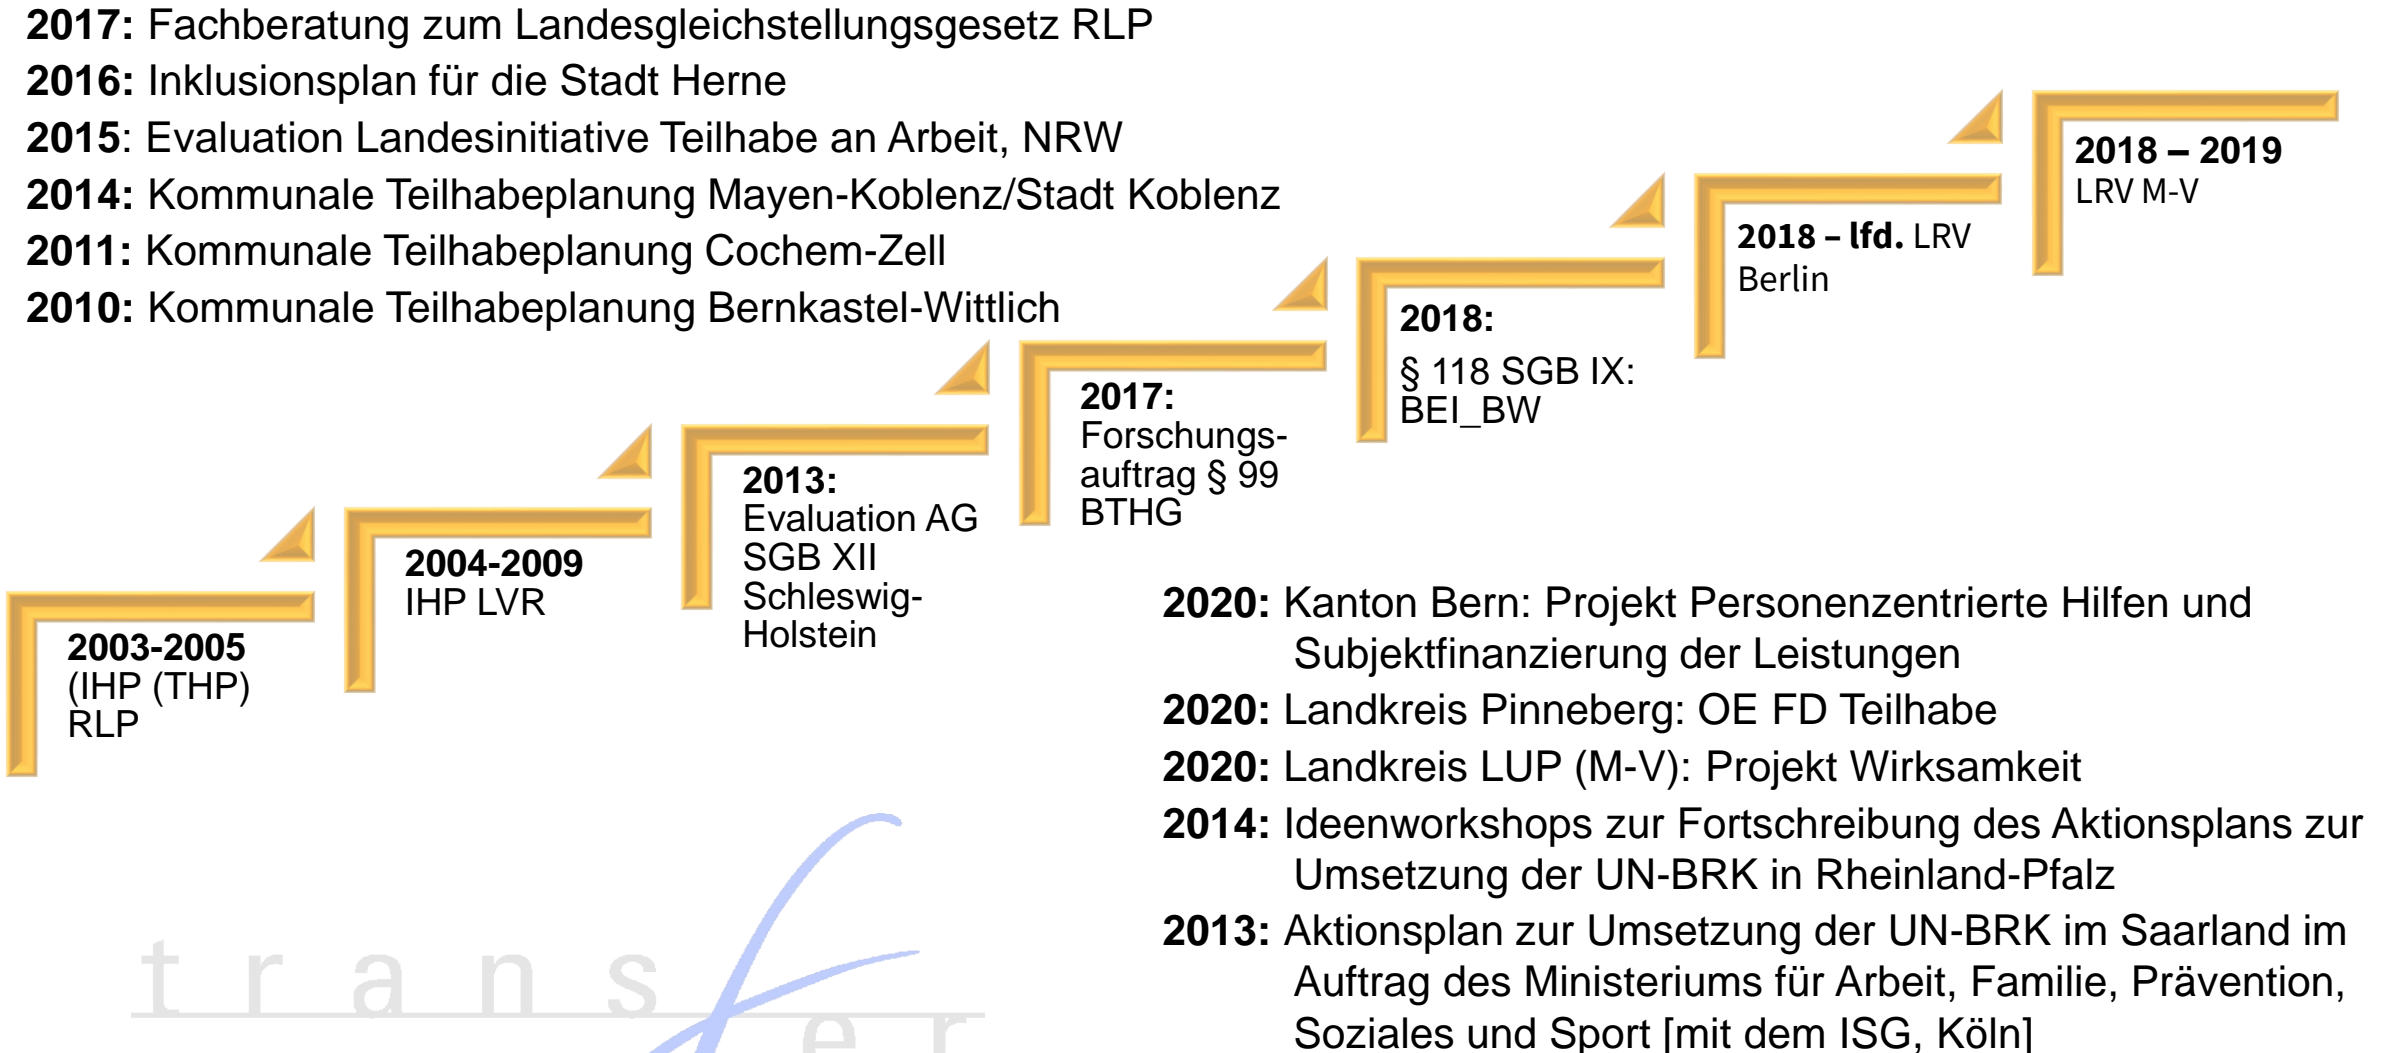 2017: Fachberatung zum Landesgleichstellungsgesetz RLP
2016: Inklusionsplan für die Stadt Herne
2015: Evaluation Landesinitiative Teilhabe an Arbeit, NRW
2014: Kommunale Teilhabeplanung Mayen-Koblenz/Stadt Koblenz
2011: Kommunale Teilhabeplanung Cochem-Zell
2010: Kommunale Teilhabeplanung Bernkastel-Wittlich
2003-2005
(IHP (THP)
RLP
2004-2009
IHP LVR
2013:
Evaluation AG
SGB XII
Schleswig-
Holstein
2017:
Forschungs-
auftrag § 99
BTHG
2018:
§ 118 SGB IX:
BEI_BW
2018 – lfd. LRV
Berlin
2018 – 2019
LRV M-V
2020: Kanton Bern: Projekt Personenzentrierte Hilfen und
Subjektfinanzierung der Leistungen
2020: Landkreis Pinneberg: OE FD Teilhabe
2020: Landkreis LUP (M-V): Projekt Wirksamkeit
2014: Ideenworkshops zur Fortschreibung des Aktionsplans zur
Umsetzung der UN-BRK in Rheinland-Pfalz
2013: Aktionsplan zur Umsetzung der UN-BRK im Saarland im
Auftrag des Ministeriums für Arbeit, Familie, Prävention,
Soziales und Sport [mit dem ISG, Köln]
transfer